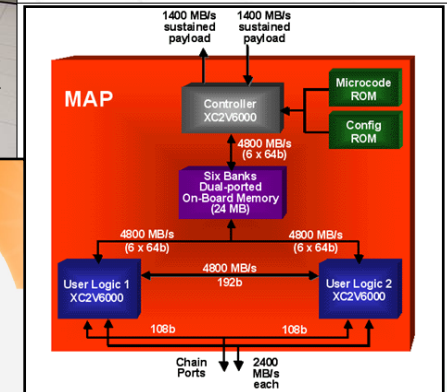 1400 MB/s
sustained
payload
1400 MB/s
sustained
payload
MAP
Controller
XC2V6000
Microcode
ROM
Config
ROM
4800 MB/s
(6 x 64b)
Six Banks
Dual-ported
On-Board Memory
(24 MB)
4800 MB/s
(6 x 64b)
4800 MB/s
(6 x 64b)
User Logic 1
XC2V6000
4800 MB/s
192b
User Logic 2
XC2V6000
108b
108b
Chain
Ports
2400
MB/s
each